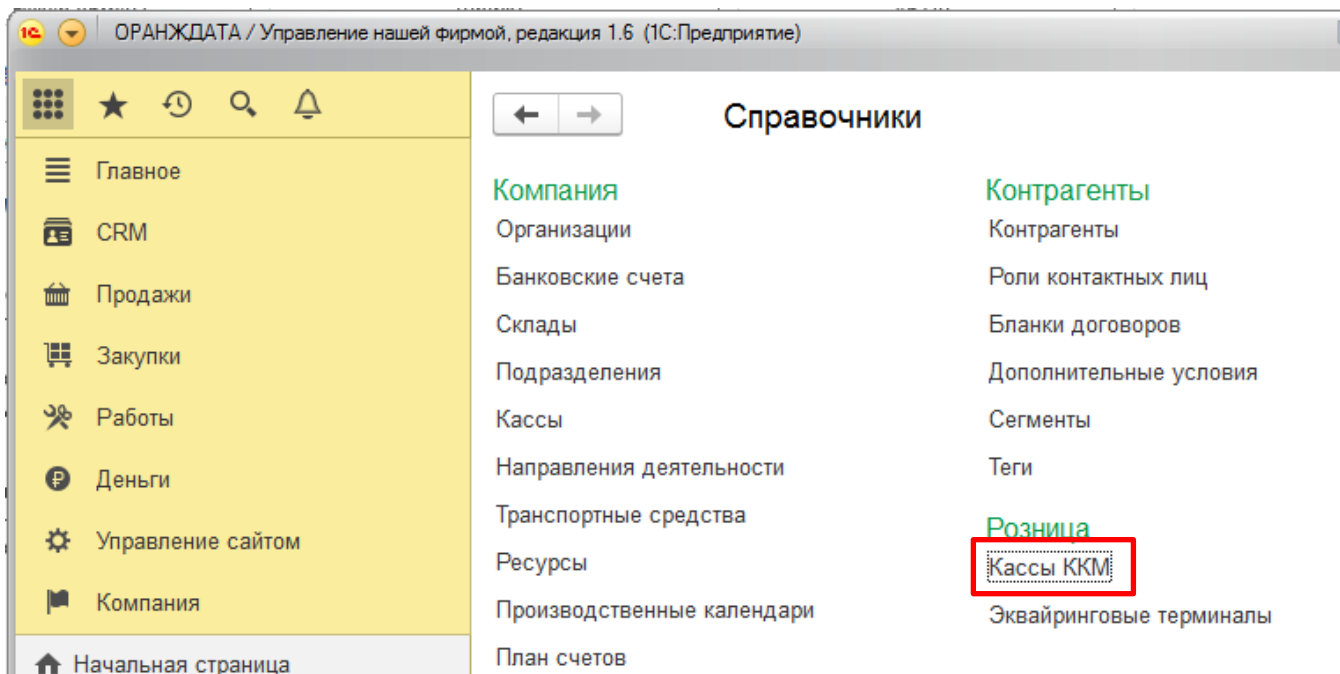 1С ОРАНЖДАТА / Управление нашей фирмой, редакция 1.6 (1С:Предприятие)
Главное
CRM
Продажи
Закупки
Работы
Деньги
Управление сайтом
Компания
Начальная страница
Справочники
Компания
Организации
Банковские счета
Склады
Подразделения
Кассы
Направления деятельности
Транспортные средства
Ресурсы
Производственные календари
План счетов
Контрагенты
Контрагенты
Роли контактных лиц
Бланки договоров
Дополнительные условия
Сегменты
Теги
Розница
Кассы ККМ
Эквайринговые терминалы